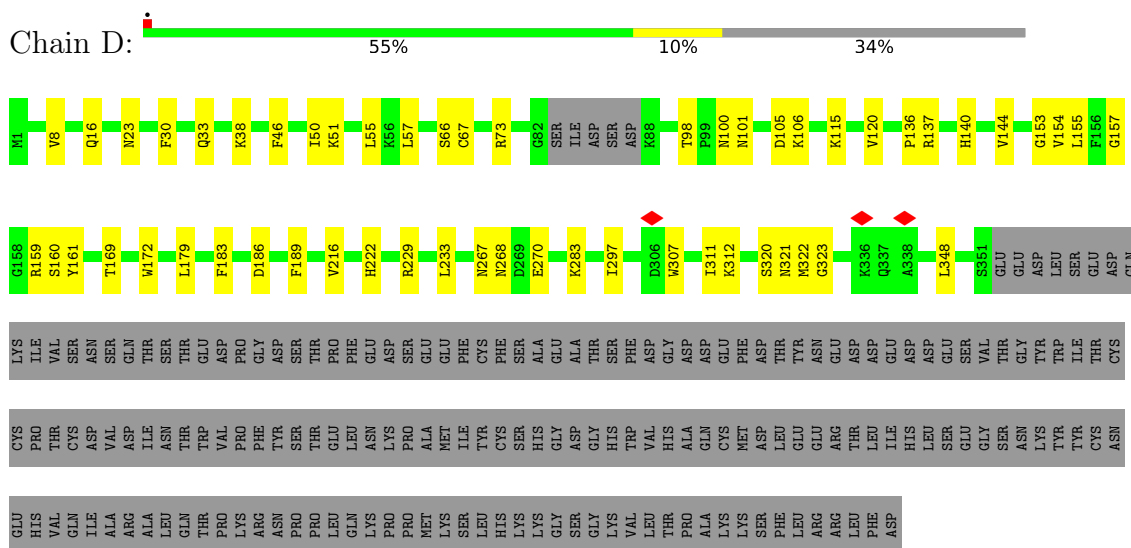 Chain D:
55% 10% 34%
M1 V8 Q16 N23 F30 Q33 K38 F46 I50 K51 L55 K56 L57 S66 C67 R73 G82 SER ILE ASP SER ASP K88 T98 P99 N100 N101 D105 K106 K115 V120 P136 R137 H140 V144 G153 V154 L155 F156 G157
G158 R159 S160 Y161 T169 W172 L179 F183 D186 F189 V216 H222 R229 L233 N267 N268 D269 E270 K283 I297 D306 W307 I311 K312 S320 N321 M322 G323 K336 Q337 A338 L348 S351 GLU GLU ASP LEU SER GLU ASP GLN
LYS ILE VAL SER ASN SER GLN THR SER THR GLU ASP PRO GLY ASP SER THR PRO PHE GLU ASP SER GLU GLU PHE CYS PHE SER ALA GLU ALA THR SER PHE ASP GLY ASP ASP GLU PHE ASP THR TYR ASN GLU ASP ASP GLU ASP ASP GLU SER VAL THR GLY TYR TRP ILE THR CYS
CYS PRO THR CYS ASP VAL ASP ILE ASN THR TRP VAL PRO PHE TYR SER THR GLU LEU ASN LYS PRO ALA MET ILE TYR CYS SER HIS GLY ASP GLY HIS TRP VAL HIS ALA GLN CYS MET ASP LEU GLU GLU ARG THR LEU ILE HIS LEU SER GLU GLY SER ASN LYS TYR TYR CYS ASN
GLU HIS VAL GLN ILE ALA ARG ALA LEU GLN THR PRO LYS ARG ASN PRO PRO LEU GLN LYS PRO PRO MET LYS SER LEU HIS LYS LYS GLY SER GLY LYS VAL LEU THR PRO ALA LYS LYS SER PHE LEU ARG ARG LEU PHE ASP